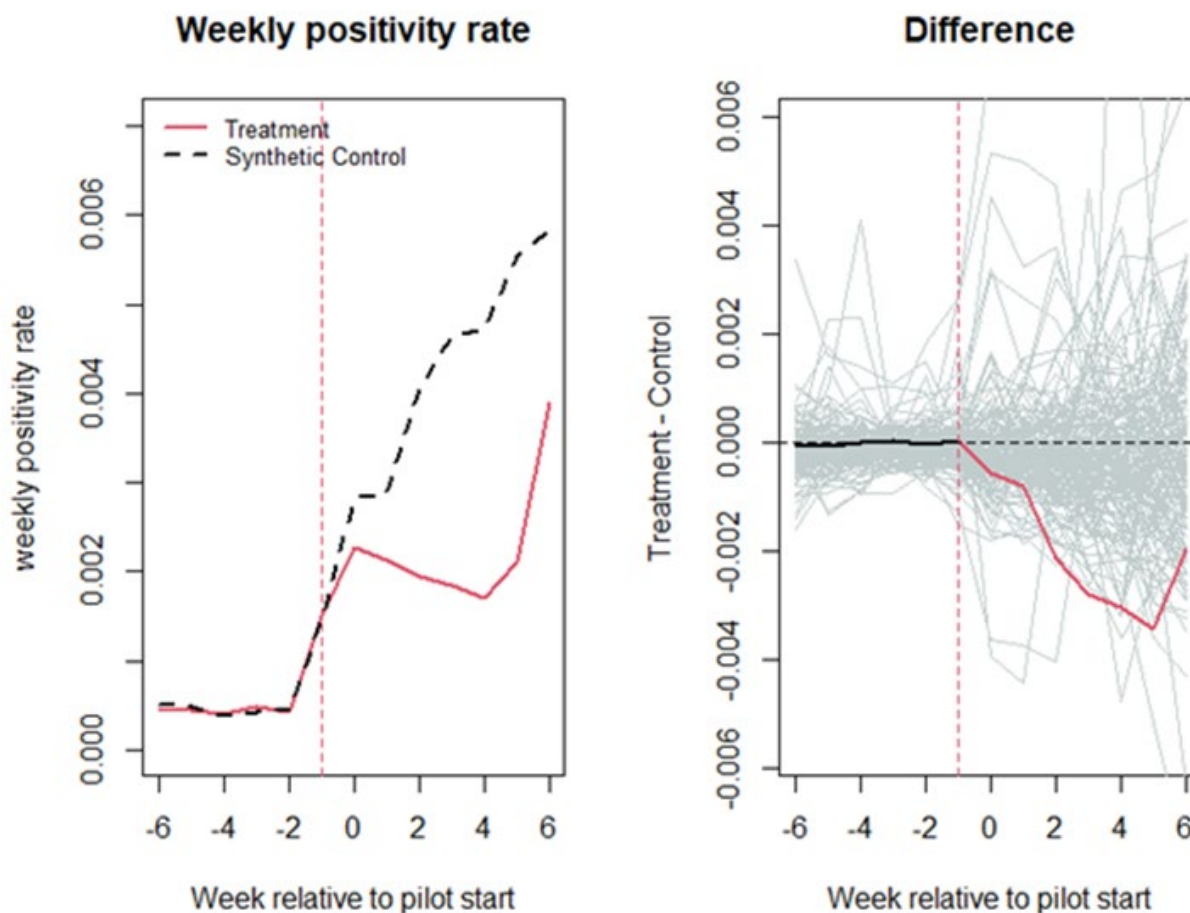 Weekly positivity rate
Treatment
Synthetic Control
weekly positivity rate
0.006
0.004
0.002
0.000
-6 -4 -2 0 2 4 6
Week relative to pilot start
Difference
Treatment - Control
0.006
0.004
0.002
0.000
-0.002
-0.004
-0.006
-6 -4 -2 0 2 4 6
Week relative to pilot start